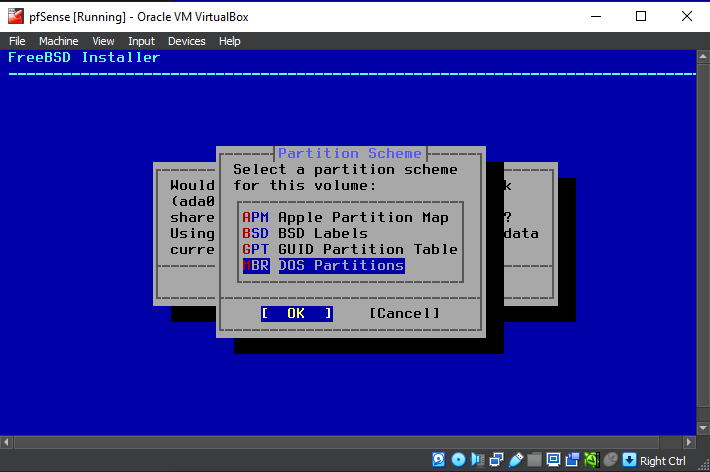 pfSense [Running] - Oracle VM VirtualBox
File Machine View Input Devices Help
FreeBSD Installer
Partition Scheme
Select a partition scheme
for this volume:
APM Apple Partition Map
BSD BSD Labels
GPT GUID Partition Table
MBR DOS Partitions
[ OK ] [Cancel]
Would k
(ada0
share ?
Using data
curre
Right Ctrl